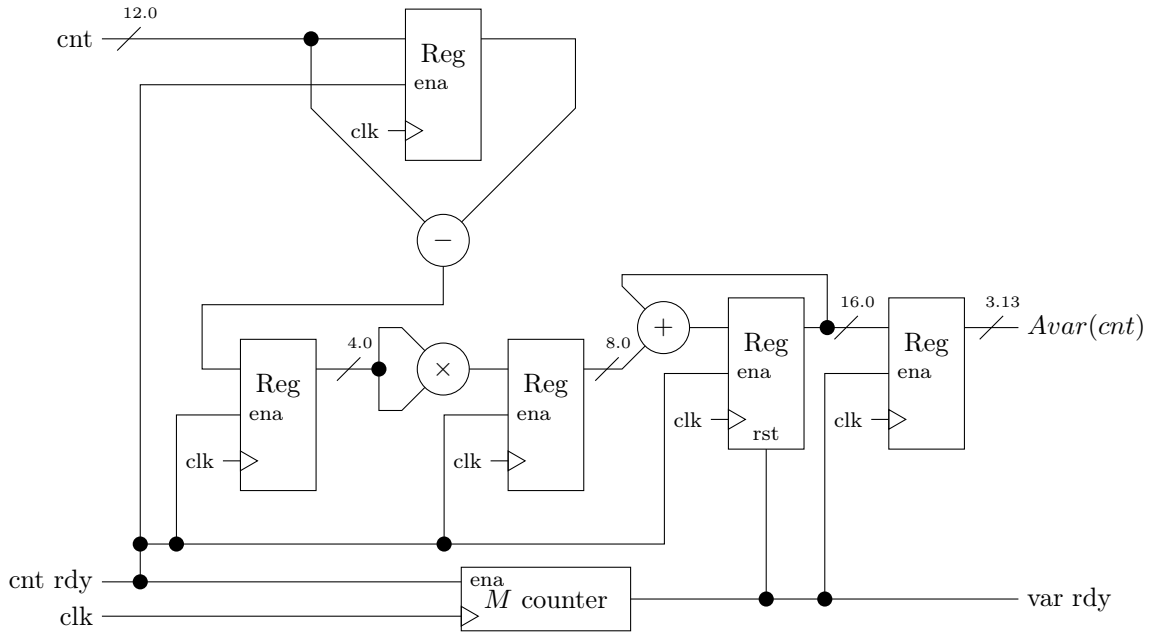 12.0
cnt
Reg
ena
clk
−
16.0
3.13
Avar(cnt)
+
Reg
Reg
4.0
8.0
ena
ena
×
Reg
Reg
ena
ena
clk
clk
rst
clk
clk
cnt rdy
ena
M counter
var rdy
clk